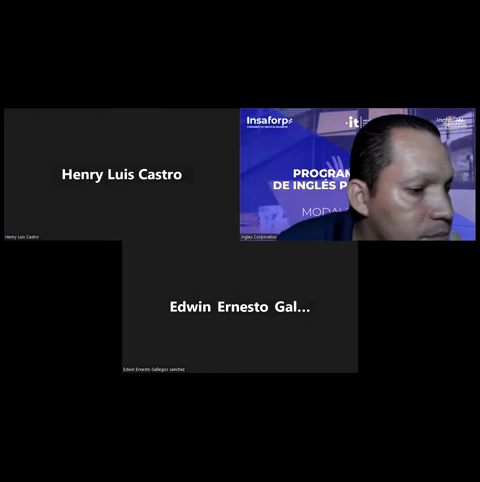 Henry Luis Castro
Henry Luis Castro
Insaforp
·it
PROGRAM
DE INGLÉS P
MODAL
Ingles Corporativo
Edwin Ernesto Gal...
Edwin Ernesto Gallegos sanchez